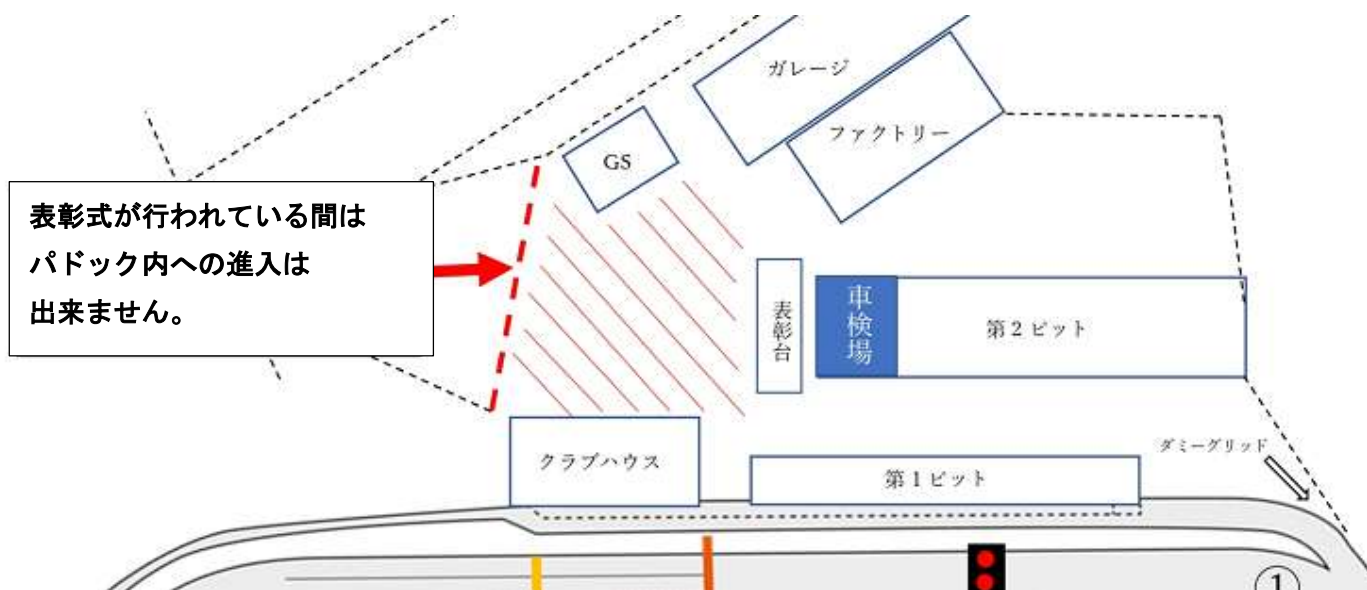 ガレージ
ファクトリー
GS
表彰式が行われている間は
パドック内への進入は
出来ません。
表彰台
車検場
第2ピット
ダミーグリッド
クラブハウス
第1ピット
①